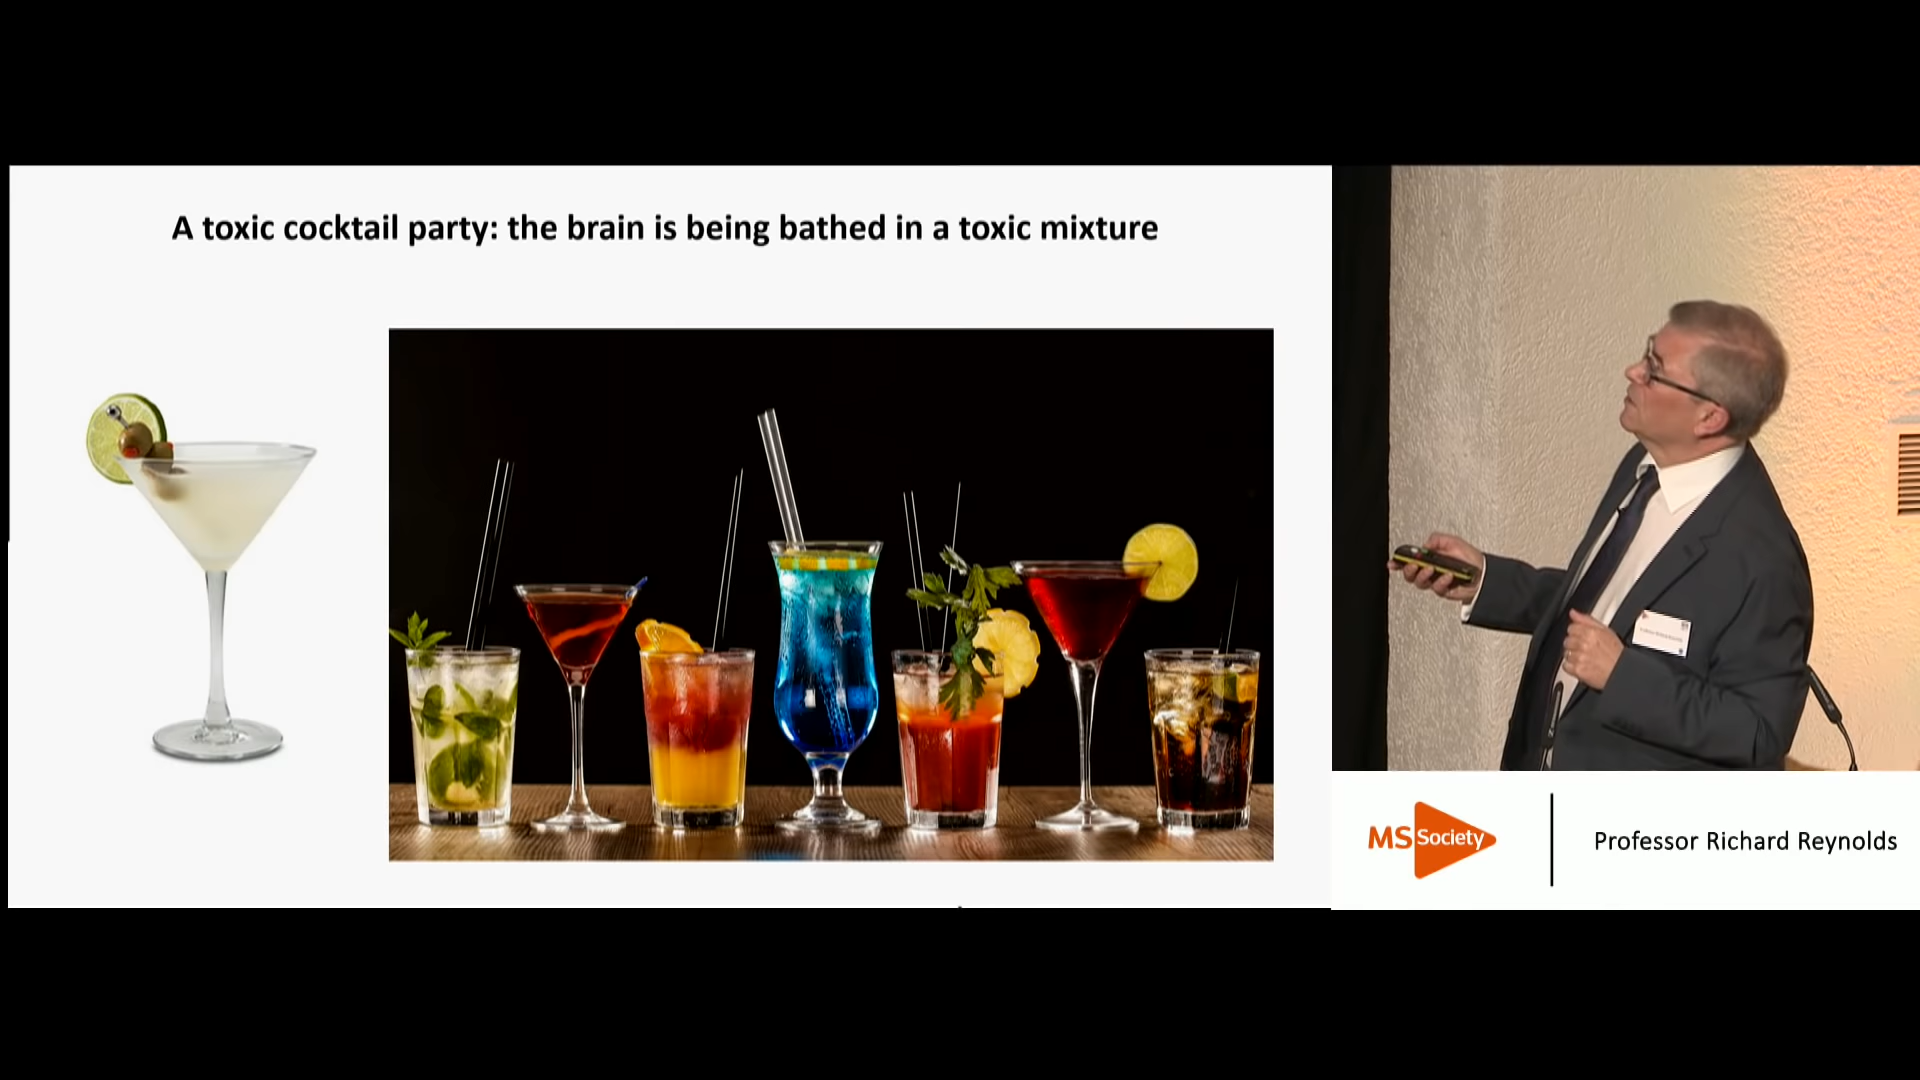 A toxic cocktail party: the brain is being bathed in a toxic mixture
MS Society
Professor Richard Reynolds